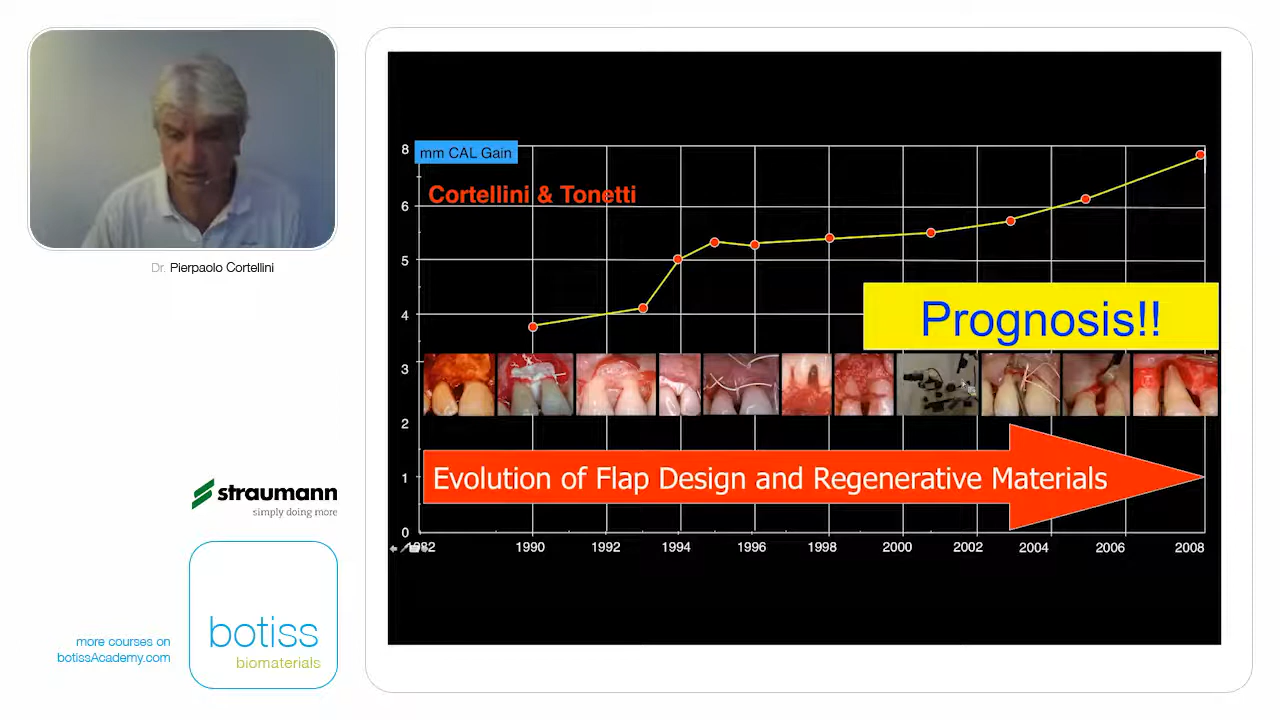 Dr. Pierpaolo Cortellini
straumann
simply doing more
botiss
biomaterials
more courses on
botissAcademy.com
mm CAL Gain
Cortellini & Tonetti
8
6
5
4
3
2
1
0
Prognosis!!
Evolution of Flap Design and Regenerative Materials
1982 1990 1992 1994 1996 1998 2000 2002 2004 2006 2008